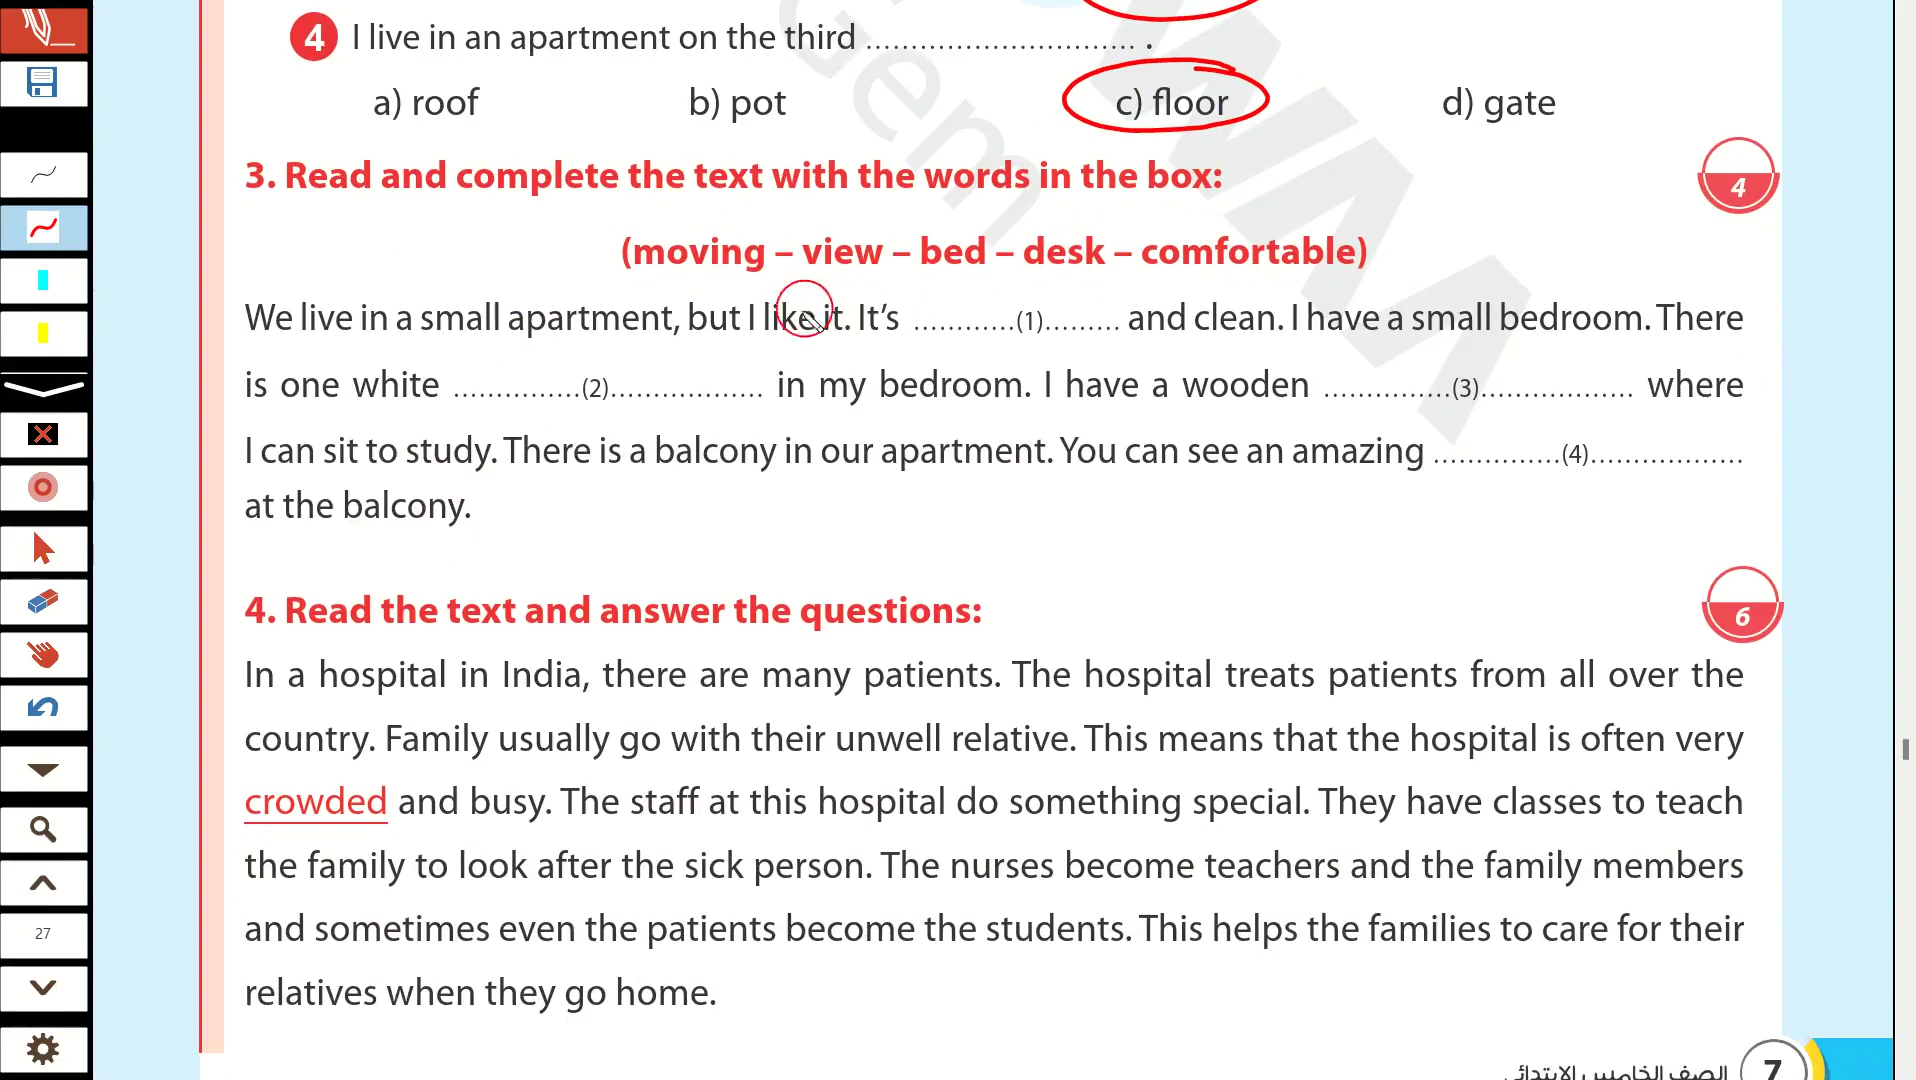 4 I live in an apartment on the third .............................. .
a) roof b) pot c) floor d) gate
3. Read and complete the text with the words in the box:
4
(moving – view – bed – desk – comfortable)
We live in a small apartment, but I like it. It’s ............(1)......... and clean. I have a small bedroom. There
is one white ...............(2).................. in my bedroom. I have a wooden ...............(3).................. where
I can sit to study. There is a balcony in our apartment. You can see an amazing ...............(4)..................
at the balcony.
4. Read the text and answer the questions:
6
In a hospital in India, there are many patients. The hospital treats patients from all over the
country. Family usually go with their unwell relative. This means that the hospital is often very
crowded and busy. The staff at this hospital do something special. They have classes to teach
the family to look after the sick person. The nurses become teachers and the family members
and sometimes even the patients become the students. This helps the families to care for their
relatives when they go home.
27
الصف الخامس الابتدائي 7
Gem